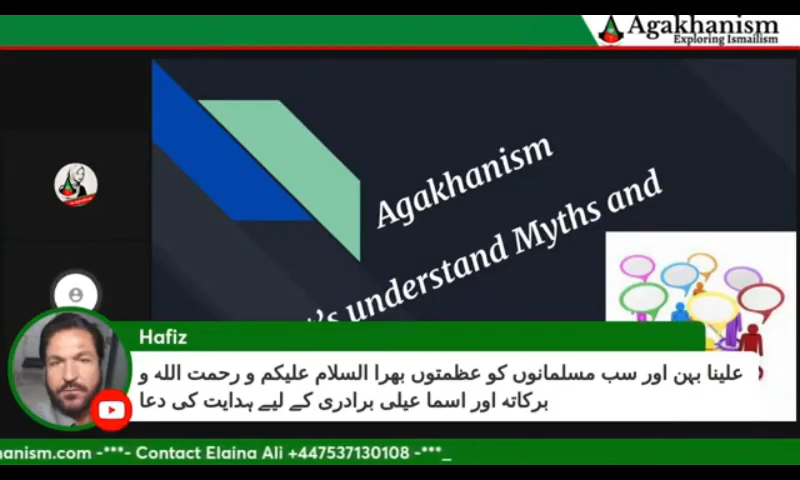 Agakhanism
Exploring Ismailism
Agakhanism
understand Myths and
Hafiz
علینا بہن اور سب مسلمانوں کو عظمتوں بھرا السلام علیکم و رحمت اللہ و
برکاتہ اور اسما عیلی برادری کے لیے ہدایت کی دعا
hanism.com -***- Contact Elaina Ali +447537130108 -***_